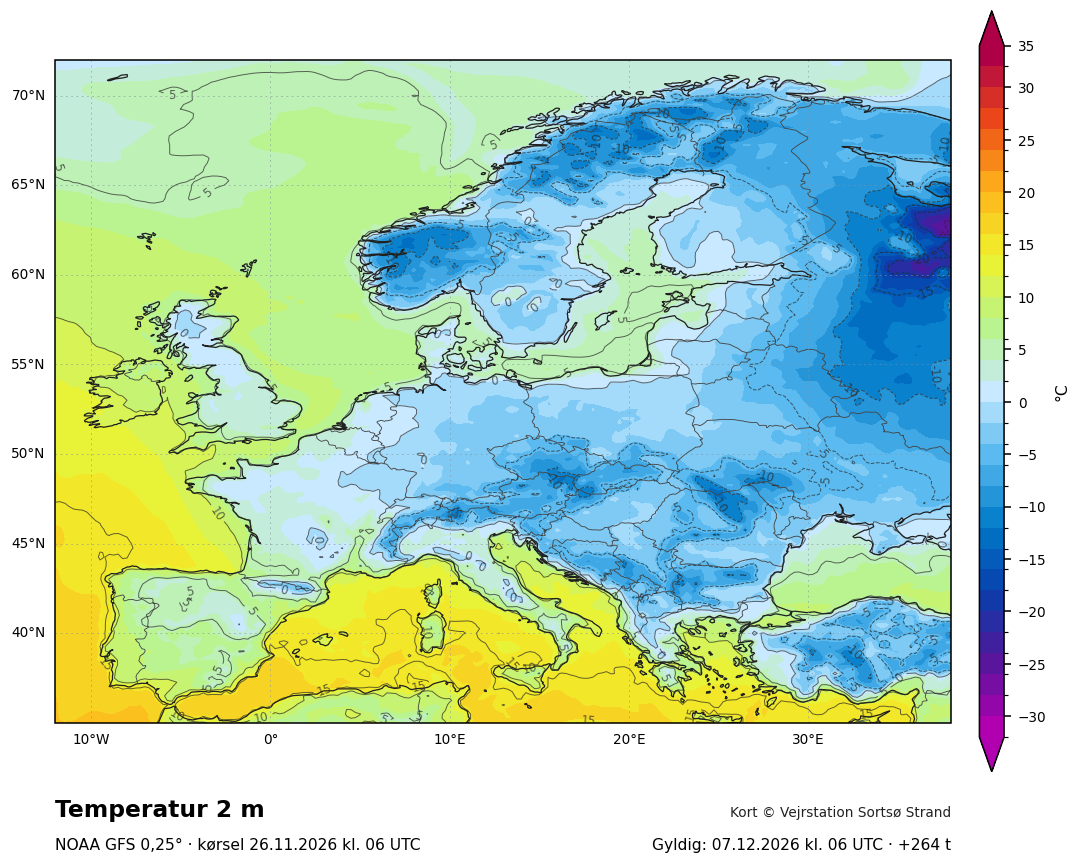 70°N
65°N
60°N
55°N
50°N
45°N
40°N
10°W
0°
10°E
20°E
30°E
35
30
25
20
15
10
5
0
−5
−10
−15
−20
−25
−30
°C
Temperatur 2 m
Kort © Vejrstation Sortsø Strand
NOAA GFS 0,25° · kørsel 26.11.2026 kl. 06 UTC
Gyldig: 07.12.2026 kl. 06 UTC · +264 t